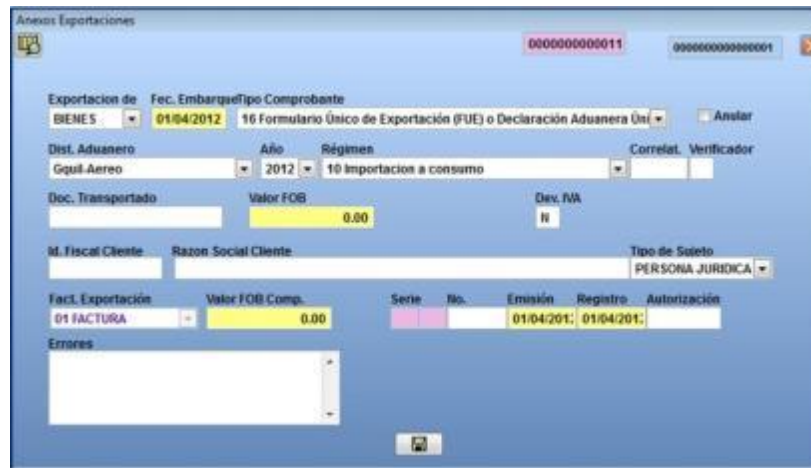 Anexos Exportaciones
0000000000011 0000000000000001
Exportacion de Fec. Embarque Tipo Comprobante
BIENES 01/04/2012 16 Formulario Único de Exportación (FUE) o Declaración Aduanera Úni Anular
Dist. Aduanero Año Régimen Correlat. Verificador
Gquil-Aereo 2012 10 Importacion a consumo
Doc. Transportado Valor FOB Dev. IVA
0.00 N
Id. Fiscal Cliente Razon Social Cliente Tipo de Sujeto
PERSONA JURIDICA
Fact. Exportación Valor FOB Comp. Serie No. Emisión Registro Autorización
01 FACTURA 0.00 01/04/201 01/04/201
Errores